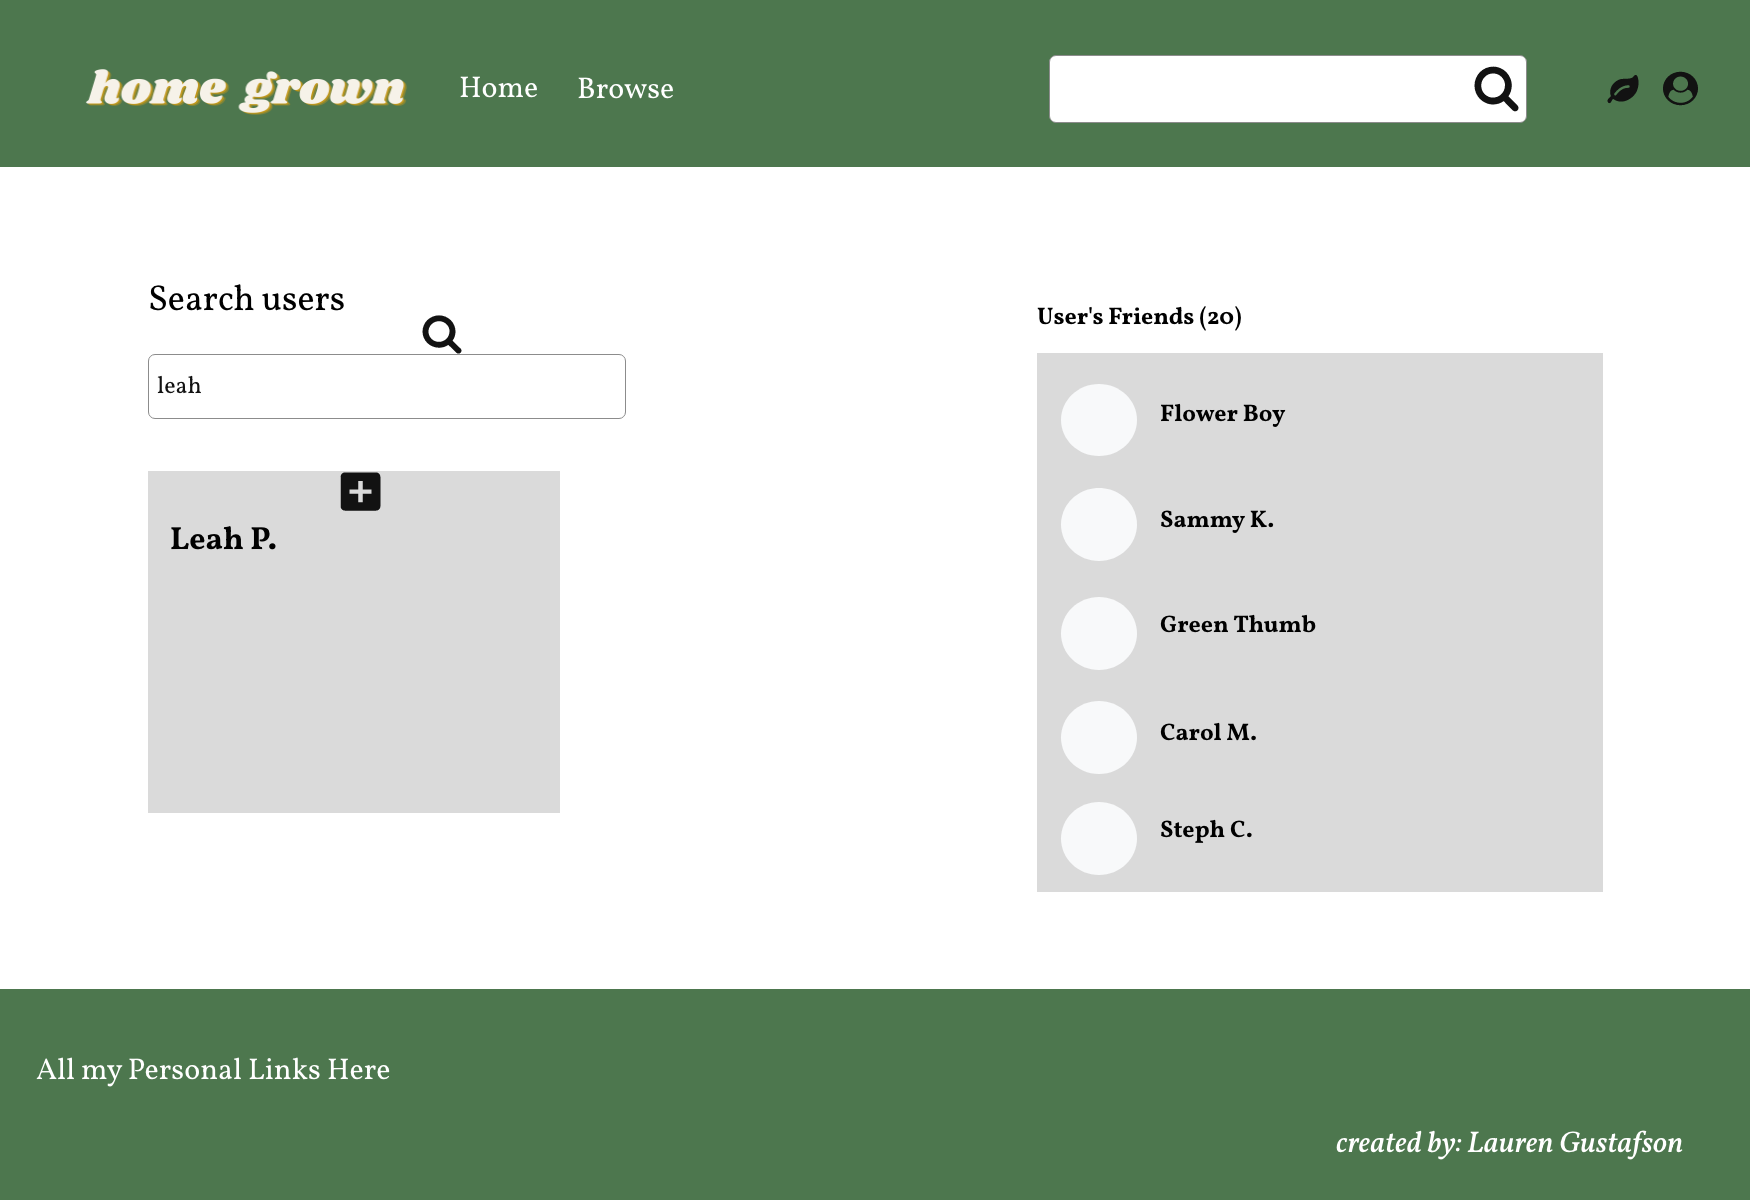 home grown
Home
Browse
Search users
leah
Leah P.
User's Friends (20)
Flower Boy
Sammy K.
Green Thumb
Carol M.
Steph C.
All my Personal Links Here
created by: Lauren Gustafson